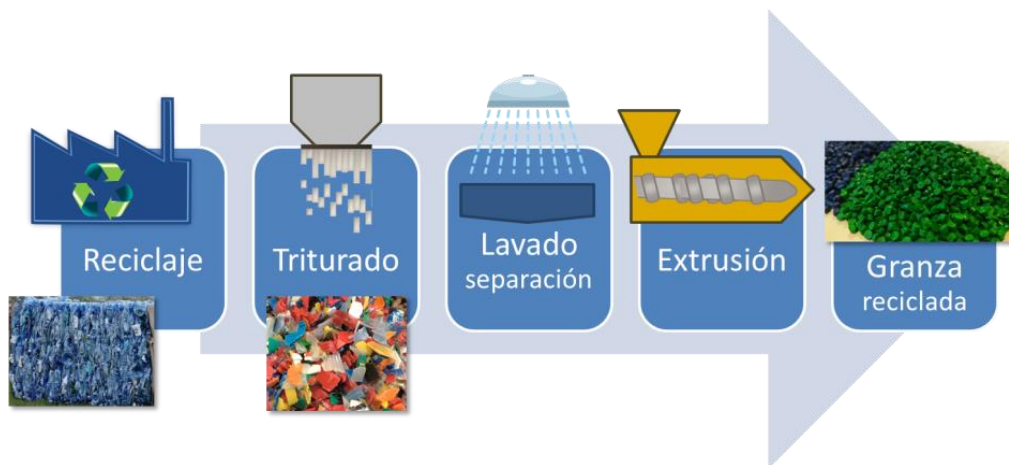 Reciclaje
Triturado
Lavado
separación
Extrusión
Granza
reciclada